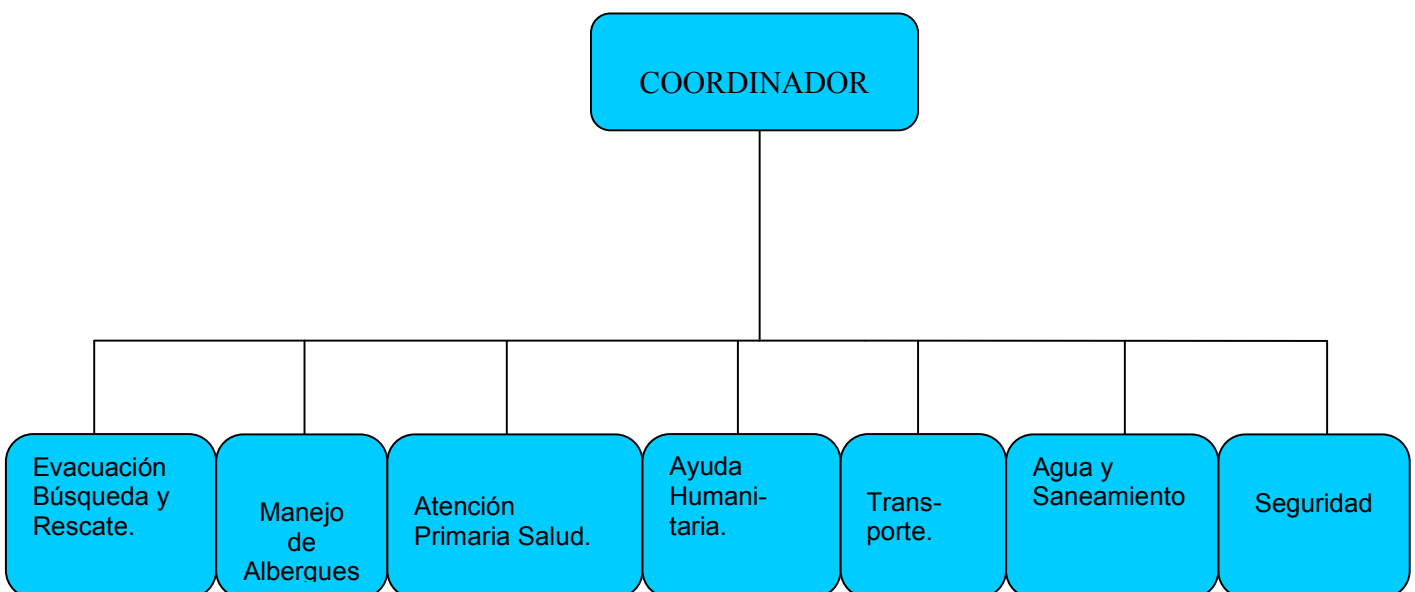 COORDINADOR
Evacuación
Búsqueda y
Rescate.
Manejo
de
Albergues
Atención
Primaria Salud.
Ayuda
Humani-
taria.
Trans-
porte.
Agua y
Saneamiento
Seguridad